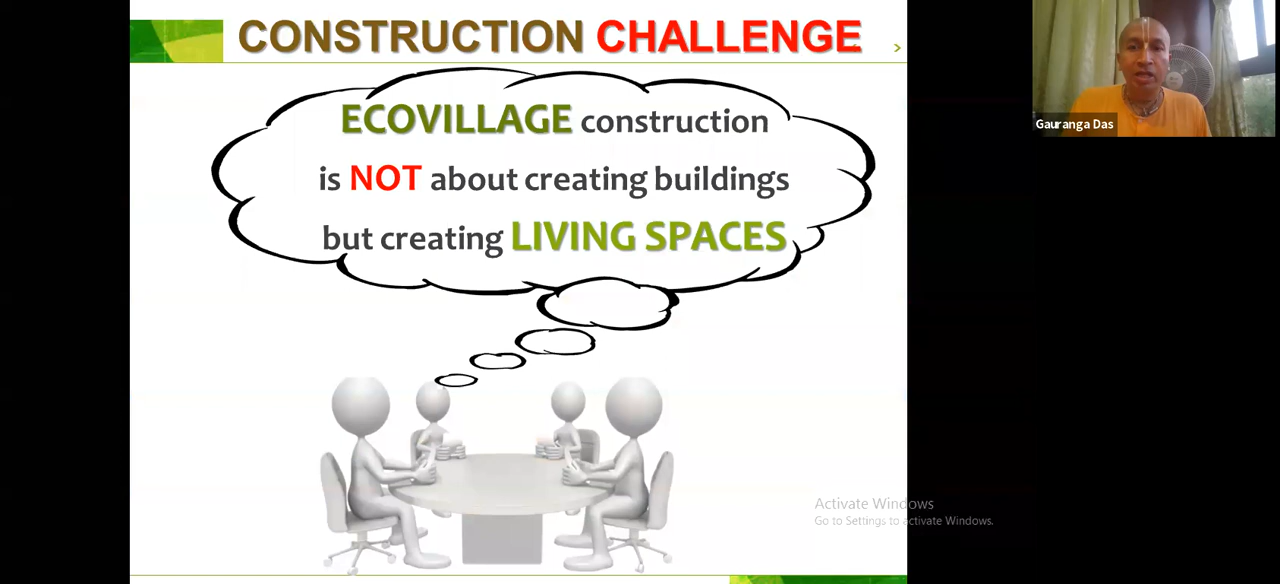 CONSTRUCTION CHALLENGE
ECOVILLAGE construction
is NOT about creating buildings
but creating LIVING SPACES
Gauranga Das
Activate Windows
Go to Settings to activate Windows.